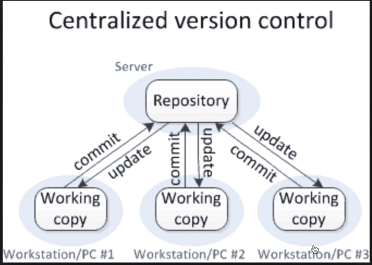 Centralized version control
Server
Repository
commit
update
commit
update
update
commit
Working
copy
Working
copy
Working
copy
Workstation/PC #1
Workstation/PC #2
Workstation/PC #3